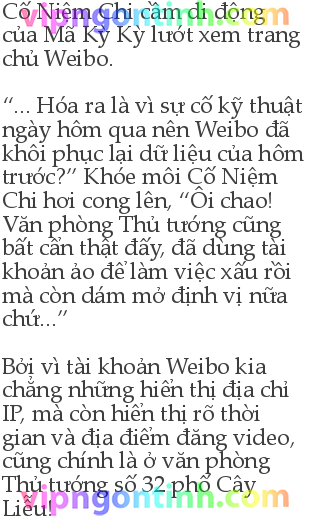 Cố Niệm Chi cầm di động
của Mã Kỳ Kỳ lướt xem trang
chủ Weibo.
“... Hóa ra là vì sự cố kỹ thuật
ngày hôm qua nên Weibo đã
khôi phục lại dữ liệu của hôm
trước?” Khóe môi Cố Niệm
Chi hơi cong lên, “Ôi chao!
Văn phòng Thủ tướng cũng
bất cẩn thật đấy, đã dùng tài
khoản ảo để làm việc xấu rồi
mà còn dám mở định vị nữa
chứ...”
Bởi vì tài khoản Weibo kia
chẳng những hiển thị địa chỉ
IP, mà còn hiển thị rõ thời
gian và địa điểm đăng video,
cũng chính là ở văn phòng
Thủ tướng số 32 phố Cây
Liễu!
vipngontinh.com
vipngontinh.com